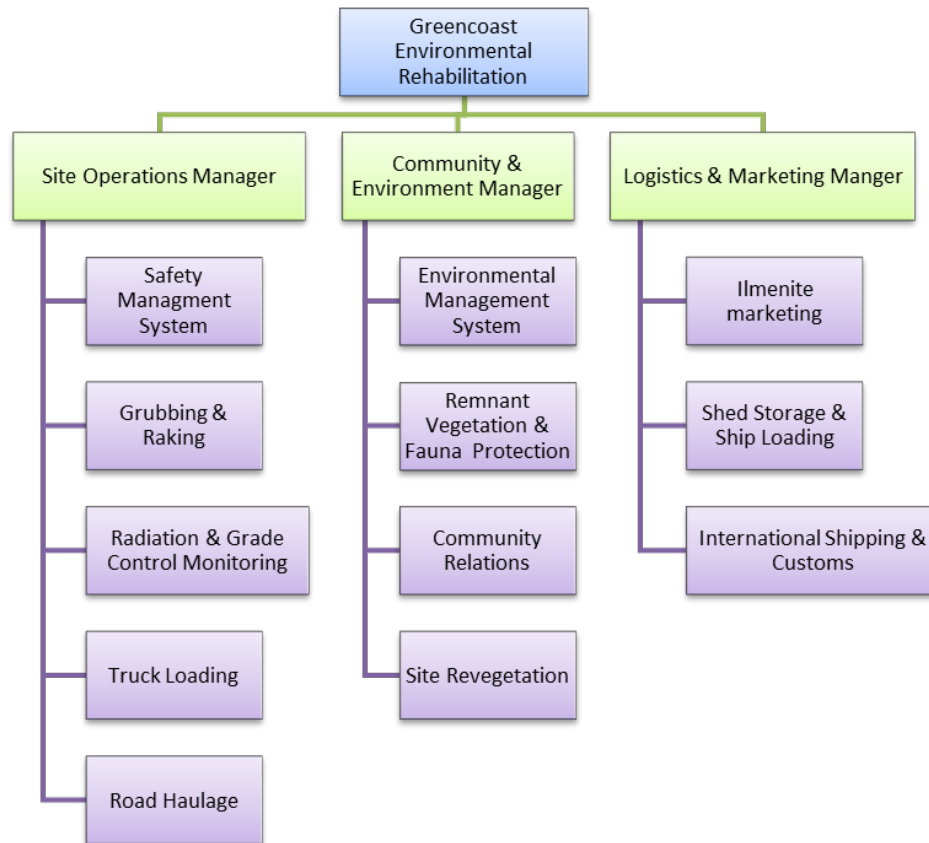 Greencoast
Environmental
Rehabilitation
Site Operations Manager
Safety
Managment
System
Grubbing &
Raking
Radiation & Grade
Control Monitoring
Truck Loading
Road Haulage
Community &
Environment Manager
Environmental
Management
System
Remnant
Vegetation &
Fauna Protection
Community
Relations
Site Revegetation
Logistics & Marketing Manger
Ilmenite
marketing
Shed Storage &
Ship Loading
International Shipping &
Customs